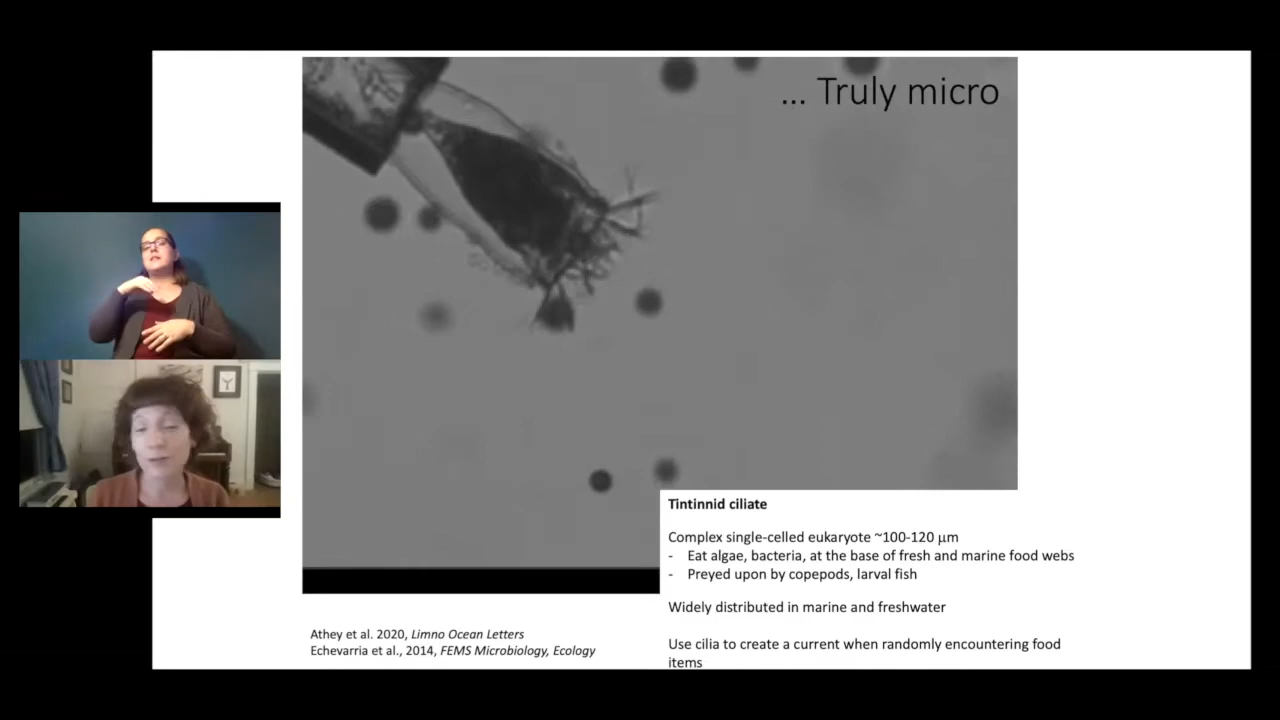 ... Truly micro
Tintinnid ciliate
Complex single-celled eukaryote ~100-120 μm
- Eat algae, bacteria, at the base of fresh and marine food webs
- Preyed upon by copepods, larval fish
Widely distributed in marine and freshwater
Use cilia to create a current when randomly encountering food
items
Athey et al. 2020, Limno Ocean Letters
Echevarria et al., 2014, FEMS Microbiology, Ecology